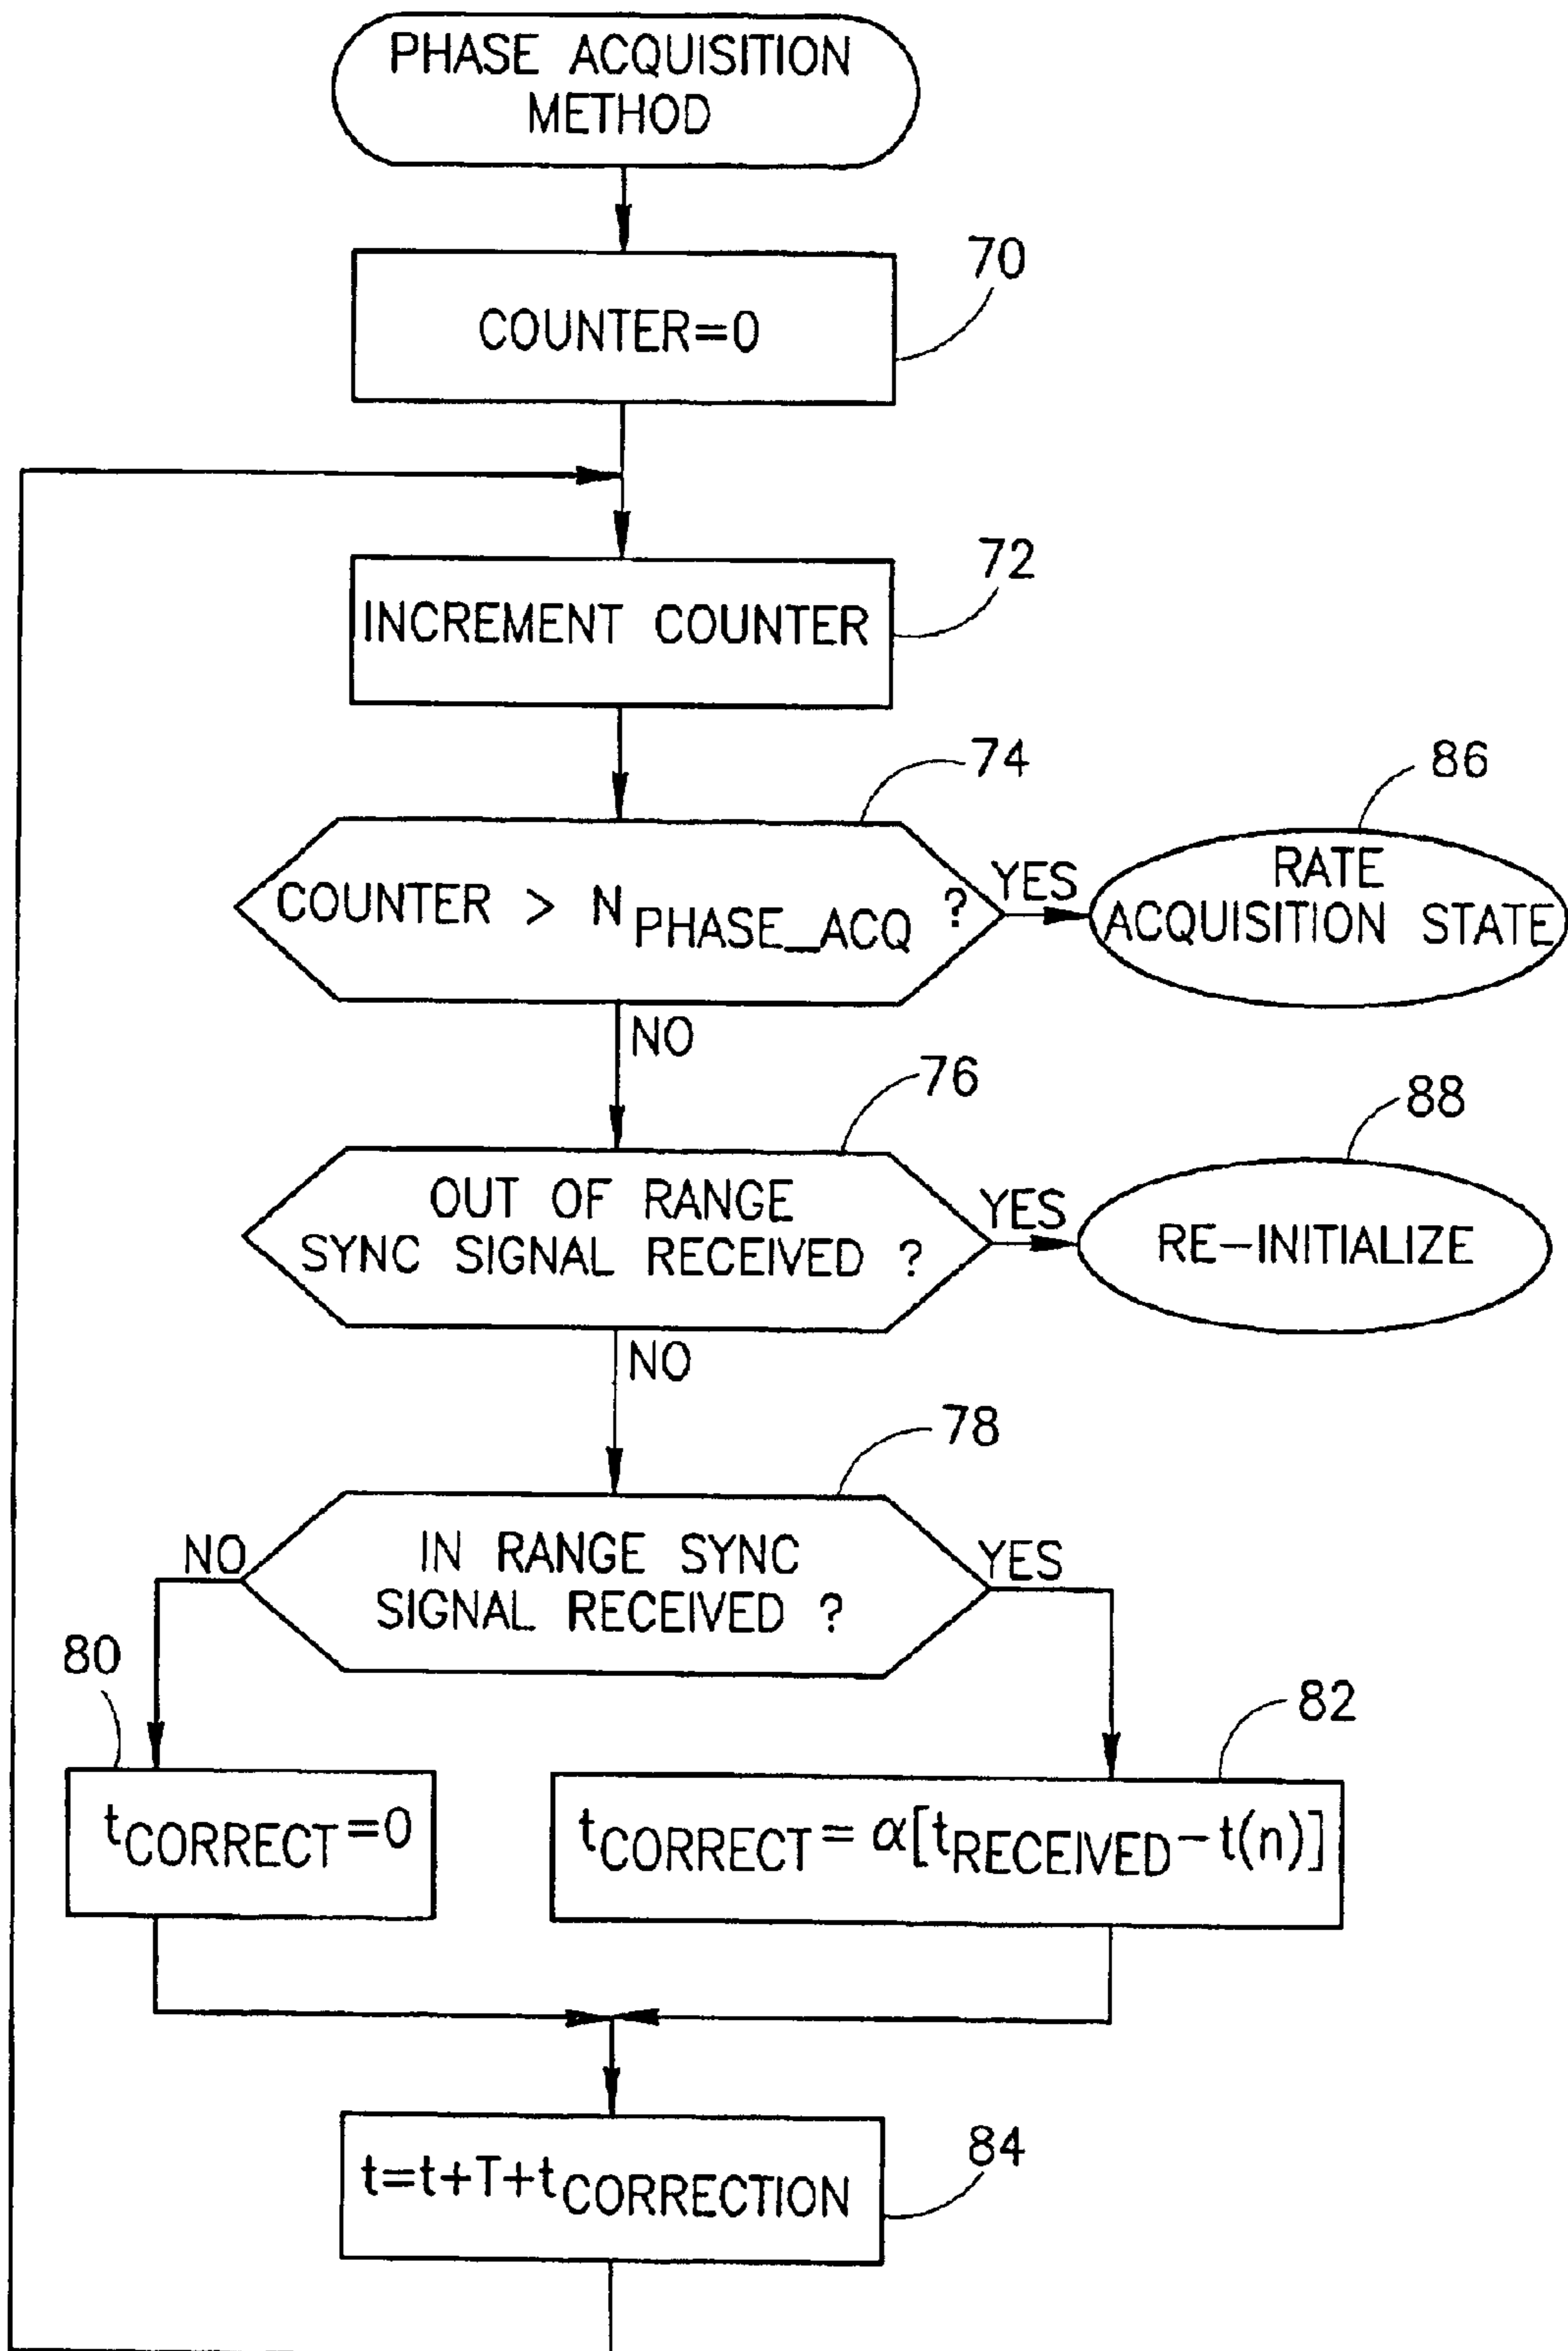 PHASE ACQUISITION
METHOD
70
COUNTER=0
72
INCREMENT COUNTER
74
86
COUNTER > N PHASE_ACQ ?
YES
RATE
ACQUISITION STATE
NO
76
88
OUT OF RANGE
SYNC SIGNAL RECEIVED ?
YES
RE-INITIALIZE
NO
78
NO
IN RANGE SYNC
SIGNAL RECEIVED ?
YES
80
82
tCORRECT=0
tCORRECT= α[tRECEIVED-t(n)]
84
t=t+T+tCORRECTION